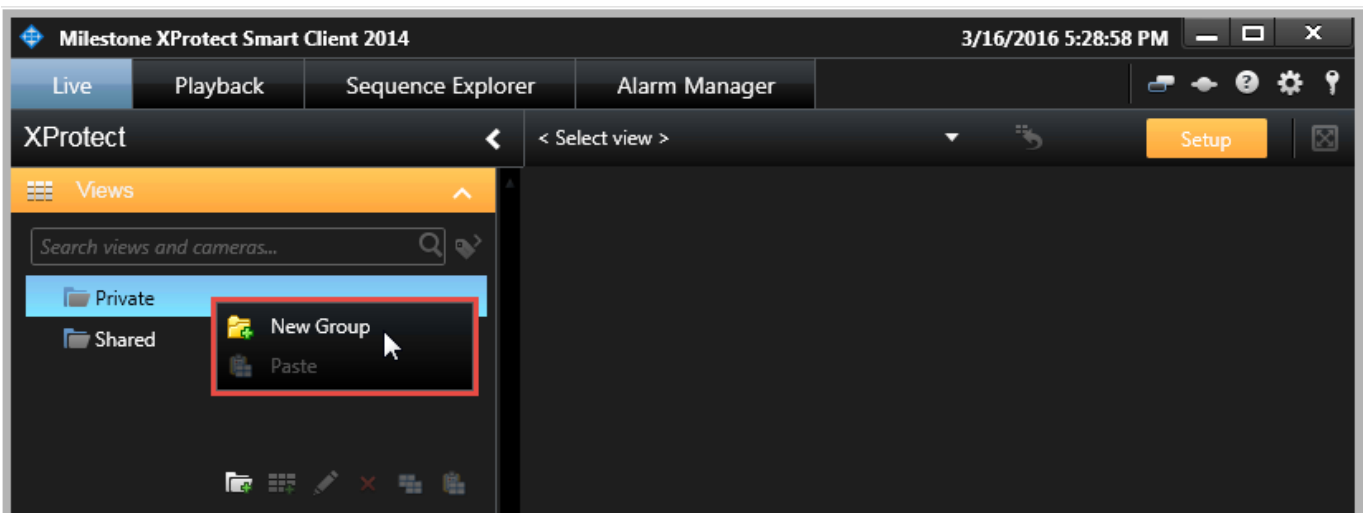 Milestone XProtect Smart Client 2014 3/16/2016 5:28:58 PM
Live Playback Sequence Explorer Alarm Manager
XProtect < Select view > Setup
Views
Search views and cameras...
Private
New Group
Shared
Paste